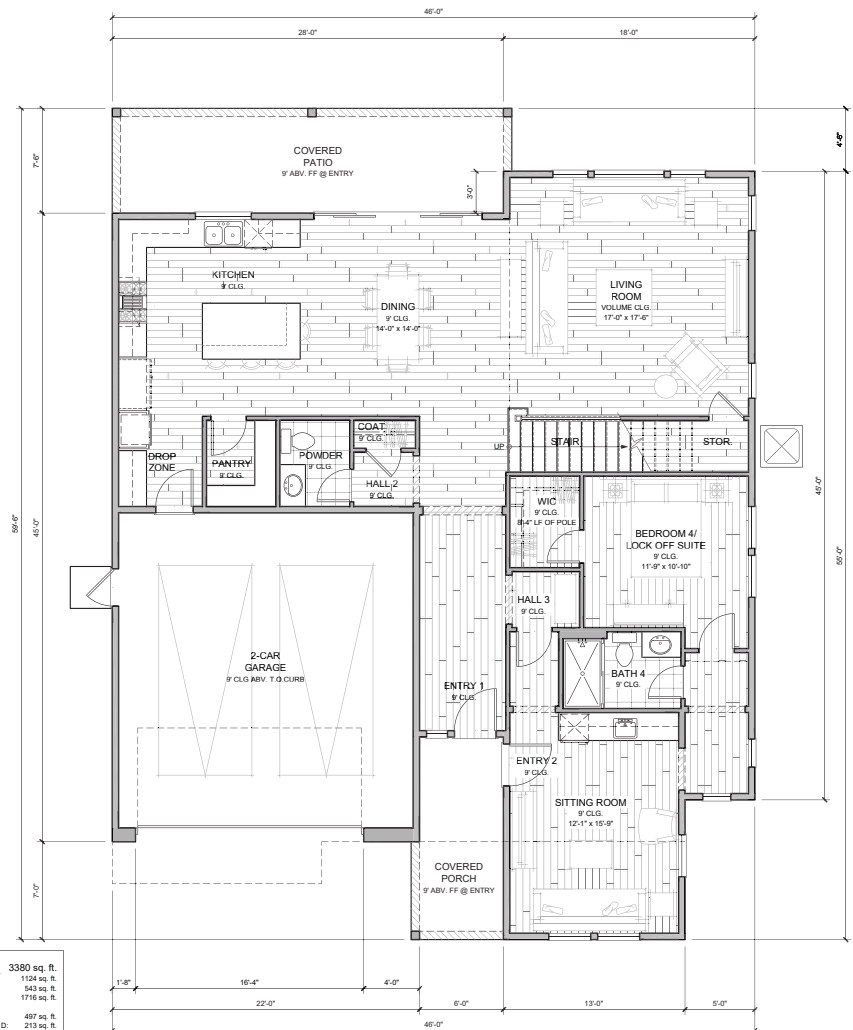 46'-0"
28'-0"
18'-0"
7'-6"
4'-6"
COVERED
PATIO
9' ABV. FF @ ENTRY
3'-0"
KITCHEN
9' CLG.
DINING
9' CLG.
14'-0" x 14'-0"
LIVING
ROOM
VOLUME CLG.
17'-0" x 17'-6"
COAT
9' CLG.
UP
STAIR
STOR.
DROP
ZONE
PANTRY
9' CLG.
POWDER
9' CLG.
HALL 2
9' CLG.
WIC
9' CLG.
8'-4" LF OF POLE
BEDROOM 4/
LOCK OFF SUITE
9' CLG.
11'-9" x 10'-10"
59'-6"
45'-0"
45'-0"
55'-0"
HALL 3
9' CLG.
2-CAR
GARAGE
9' CLG ABV. T.O.CURB
ENTRY 1
9' CLG.
BATH 4
9' CLG.
ENTRY 2
9' CLG.
SITTING ROOM
9' CLG.
12'-1" x 15'-9"
COVERED
PORCH
9' ABV. FF @ ENTRY
7'-0"
3380 sq. ft.
1124 sq. ft.
543 sq. ft.
1716 sq. ft.
497 sq. ft.
D: 213 sq. ft.
1'-8"
16'-4"
4'-0"
22'-0"
6'-0"
13'-0"
5'-0"
46'-0"